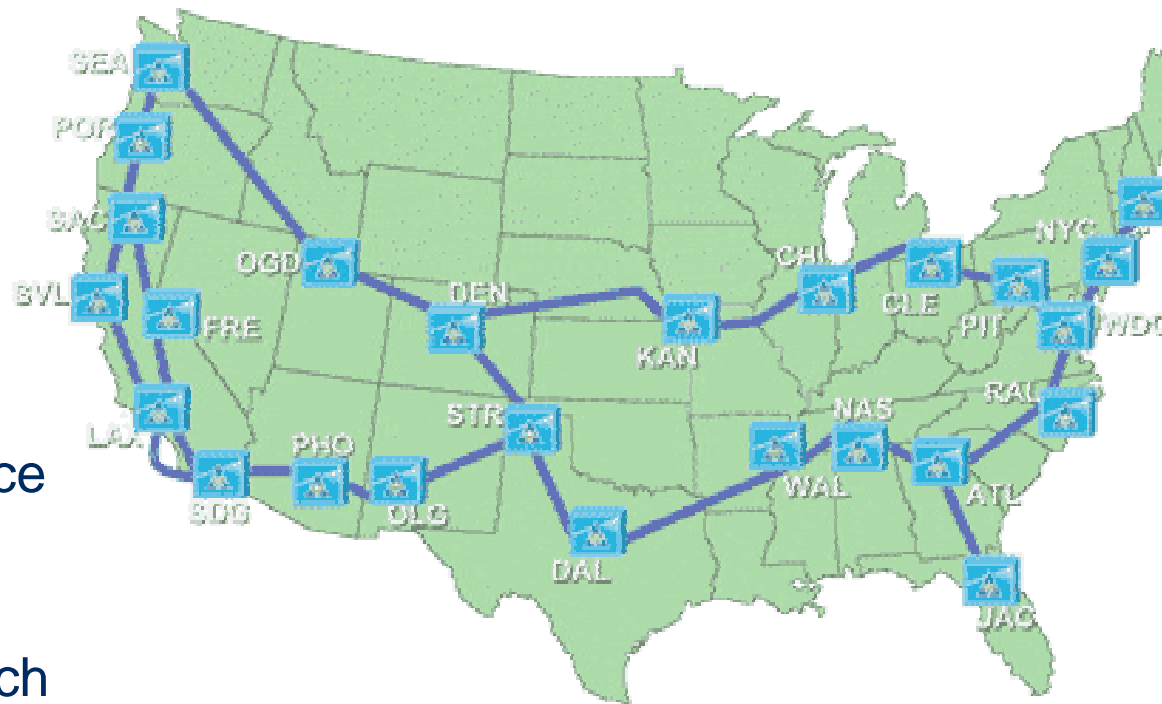 SEA
POR
SAC
OGD
SVL
FRE
DEN
CHI
CLE
NYC
PIT
WDC
KAN
LAX
PHO
STR
NAS
RAL
ce
SDG
OLG
WAL
ATL
DAL
JAC
ch